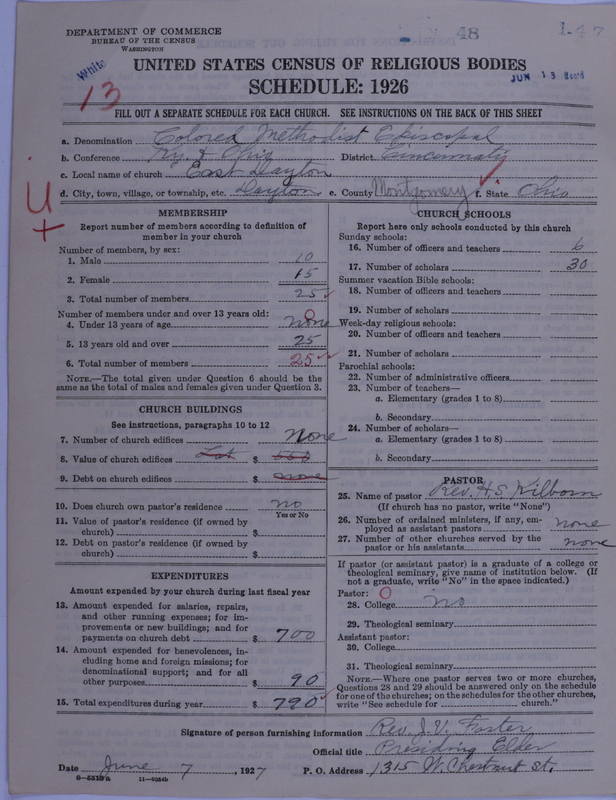 DEPARTMENT OF COMMERCE
BUREAU OF THE CENSUS
WASHINGTON
48
1-47
White
13
JUN 13 Rec'd
UNITED STATES CENSUS OF RELIGIOUS BODIES
SCHEDULE: 1926
FILL OUT A SEPARATE SCHEDULE FOR EACH CHURCH. SEE INSTRUCTIONS ON THE BACK OF THIS SHEET
a. Denomination Colored Methodist Episcopal
b. Conference Ky. & Ohio District Cincinnati
c. Local name of church East Dayton
d. City, town, village, or township, etc. Dayton e. County Montgomery f. State Ohio
U
+
MEMBERSHIP
Report number of members according to definition of
member in your church
Number of members, by sex:
1. Male 10
2. Female 15
3. Total number of members 25
Number of members under and over 13 years old:
4. Under 13 years of age none 0
5. 13 years old and over 25
6. Total number of members 25
NOTE.—The total given under Question 6 should be the
same as the total of males and females given under Question 3.
CHURCH BUILDINGS
See instructions, paragraphs 10 to 12
7. Number of church edifices None
8. Value of church edifices Lot $
9. Debt on church edifices $ none
10. Does church own pastor's residence no
Yes or No
11. Value of pastor's residence (if owned by
church) $
12. Debt on pastor's residence (if owned by
church) $
EXPENDITURES
Amount expended by your church during last fiscal year
13. Amount expended for salaries, repairs,
and other running expenses; for im-
provements or new buildings; and for
payments on church debt $ 700
14. Amount expended for benevolences, in-
cluding home and foreign missions; for
denominational support; and for all
other purposes $ 90
15. Total expenditures during year $ 790
CHURCH SCHOOLS
Report here only schools conducted by this church
Sunday schools:
16. Number of officers and teachers 6
17. Number of scholars 30
Summer vacation Bible schools:
18. Number of officers and teachers
19. Number of scholars
Week-day religious schools:
20. Number of officers and teachers
21. Number of scholars
Parochial schools:
22. Number of administrative officers
23. Number of teachers—
a. Elementary (grades 1 to 8)
b. Secondary
24. Number of scholars—
a. Elementary (grades 1 to 8)
b. Secondary
PASTOR
25. Name of pastor Rev. H. S. Kilborn
(If church has no pastor, write "None")
26. Number of ordained ministers, if any, em-
ployed as assistant pastors none
27. Number of other churches served by the
pastor or his assistants none
If pastor (or assistant pastor) is a graduate of a college or
theological seminary, give name of institution below. (If
not a graduate, write "No" in the space indicated.)
Pastor: 0
28. College no
29. Theological seminary
Assistant pastor:
30. College
31. Theological seminary
NOTE.—Where one pastor serves two or more churches,
Questions 28 and 29 should be answered only on the schedule
for one of the churches; on the schedules for the other churches,
write "See schedule for church."
Signature of person furnishing information Rev. J. V. Foster
Official title Presiding Elder
Date June 7, 1927 P. O. Address 1315 W. Chestnut St.
8-5313a 11-9254b